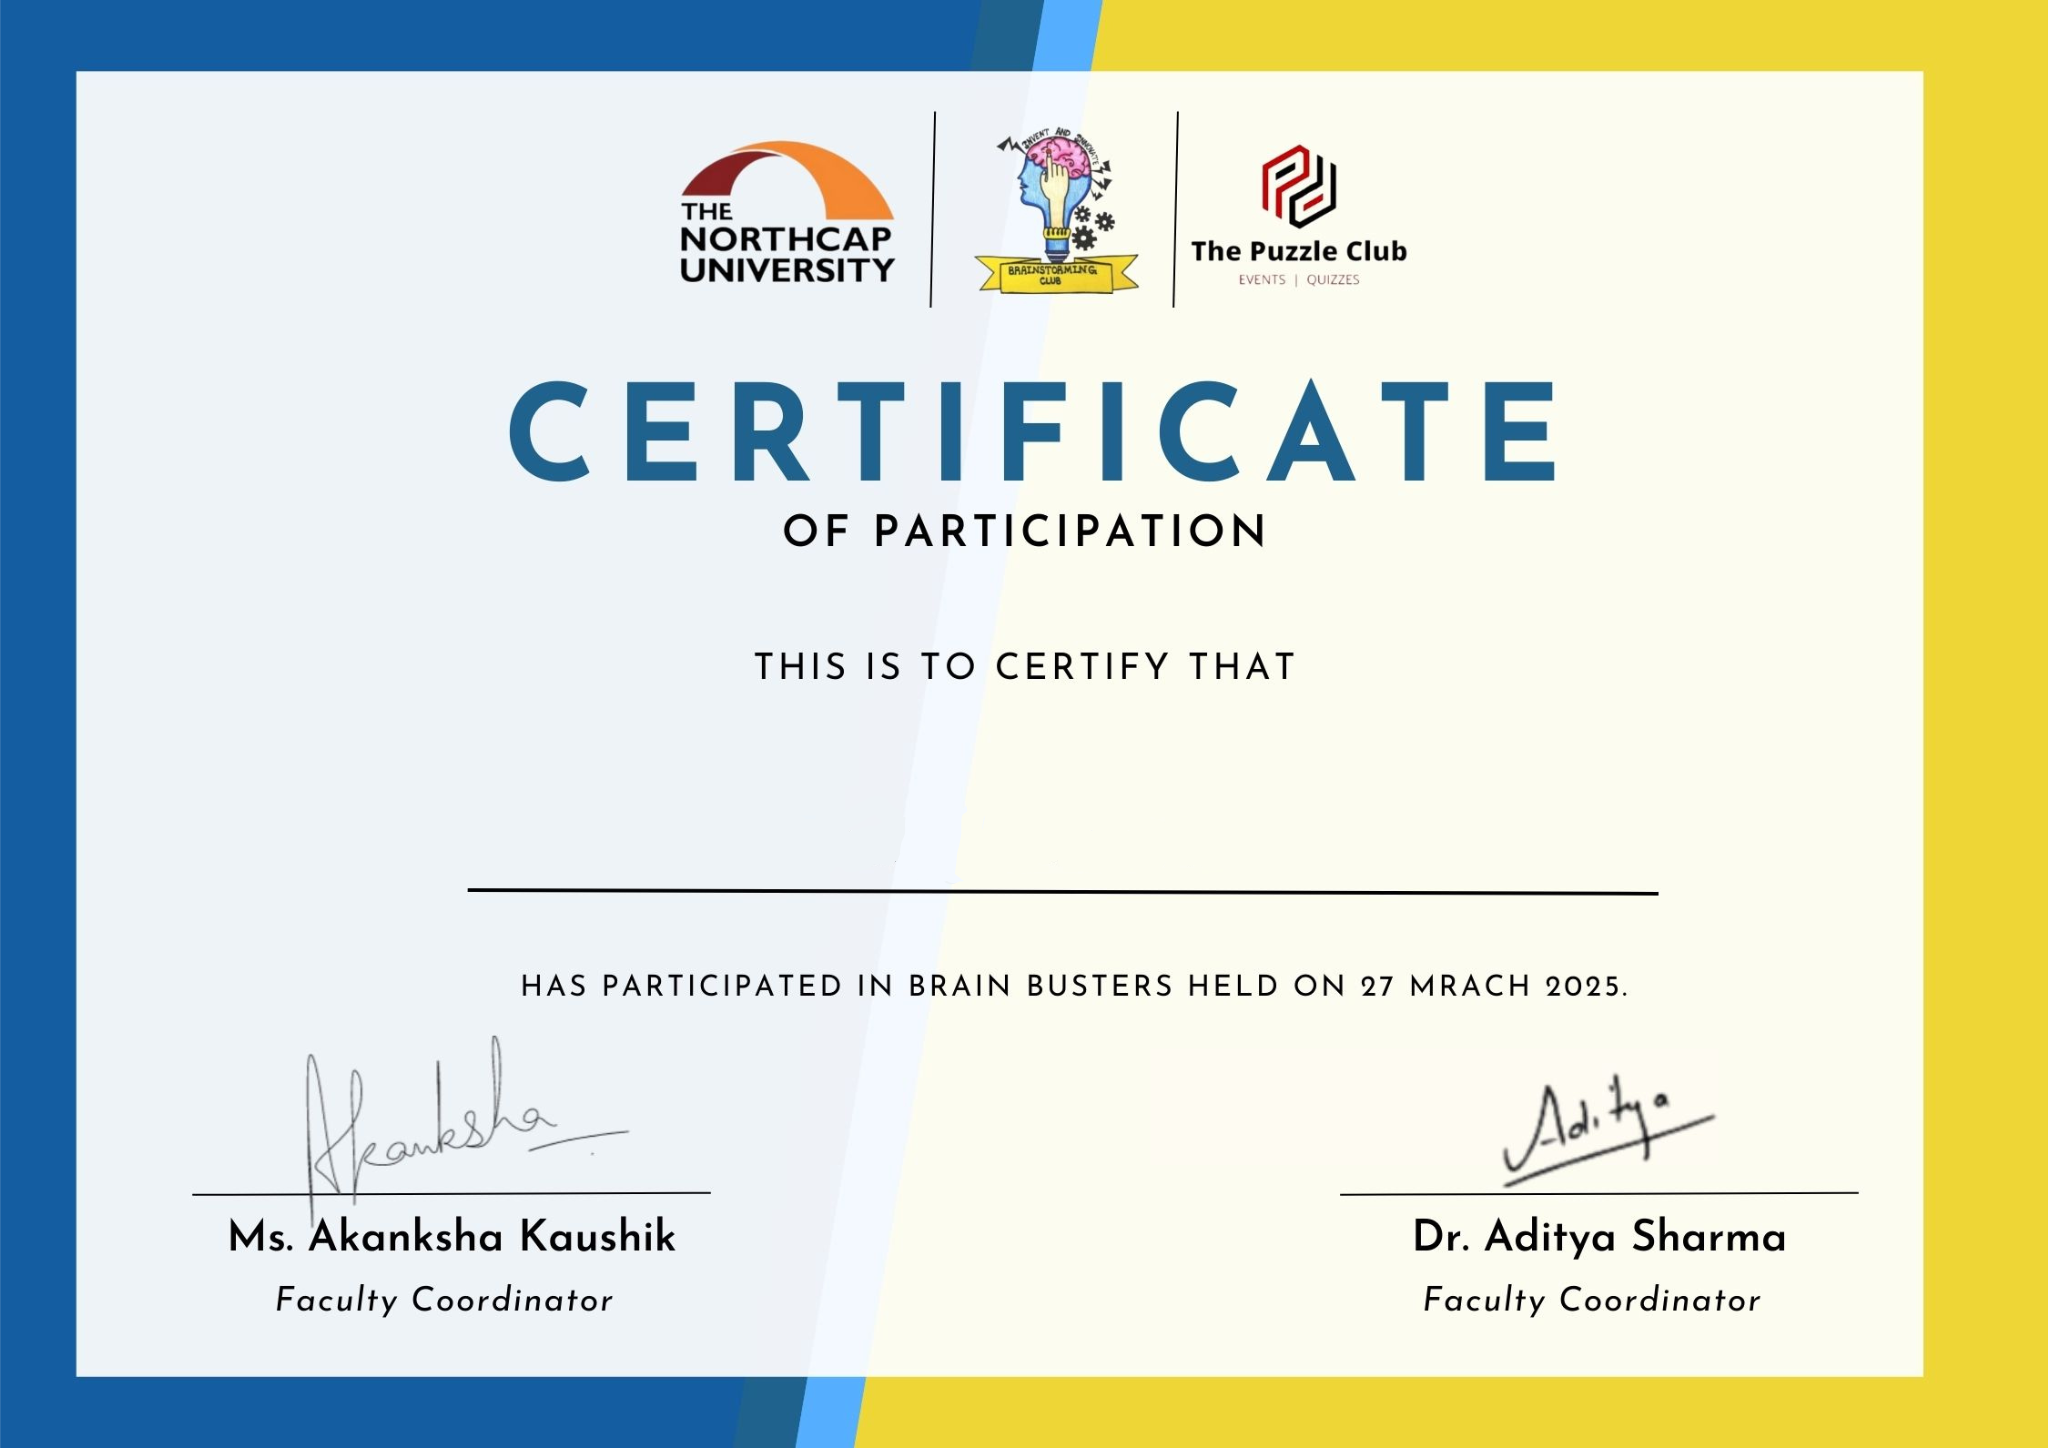 THE
NORTHCAP
UNIVERSITY
INVENT AND INNOVATE
BRAINSTORMING
CLUB
The Puzzle Club
EVENTS | QUIZZES
CERTIFICATE
OF PARTICIPATION
THIS IS TO CERTIFY THAT
HAS PARTICIPATED IN BRAIN BUSTERS HELD ON 27 MRACH 2025.
Akanksha
Aditya
Ms. Akanksha Kaushik
Dr. Aditya Sharma
Faculty Coordinator
Faculty Coordinator